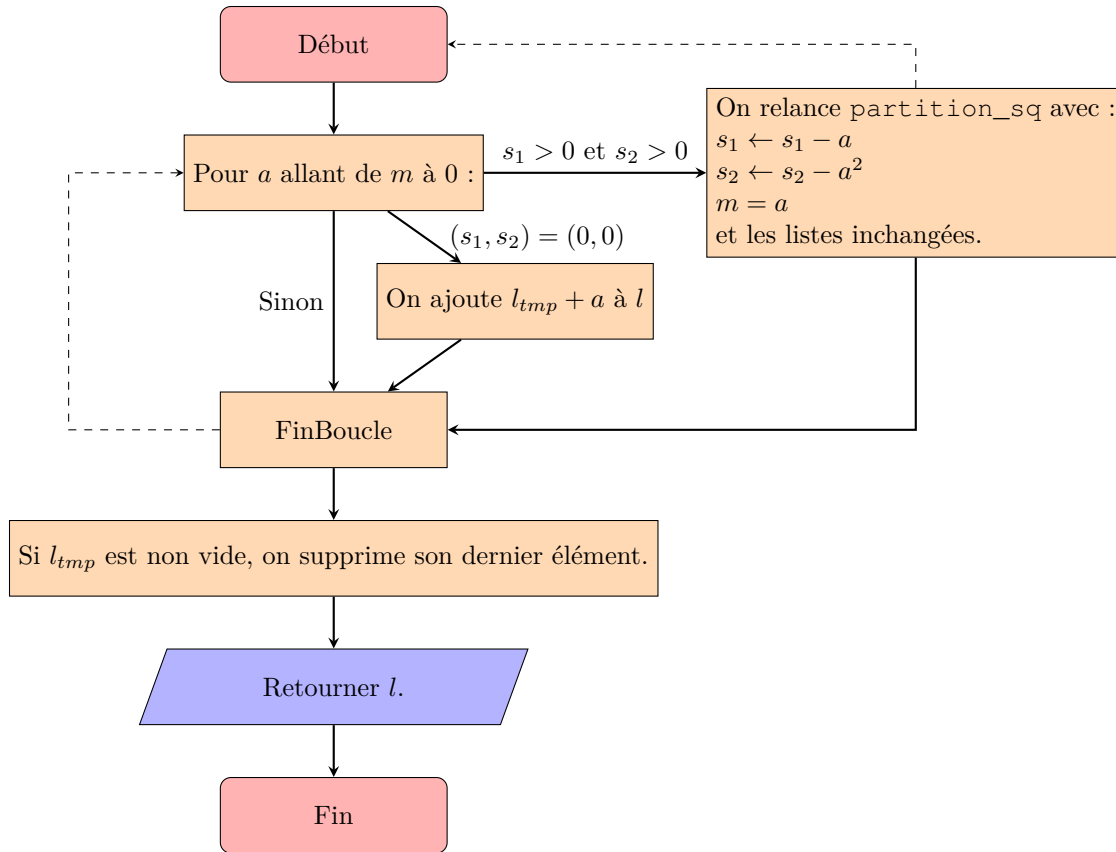 Début
On relance partition_sq avec :
s₁ ← s₁ − a
s₂ ← s₂ − a²
m = a
et les listes inchangées.
Pour a allant de m à 0 :
s₁ > 0 et s₂ > 0
(s₁, s₂) = (0, 0)
Sinon
On ajoute lₜₘₚ + a à l
FinBoucle
Si lₜₘₚ est non vide, on supprime son dernier élément.
Retourner l.
Fin